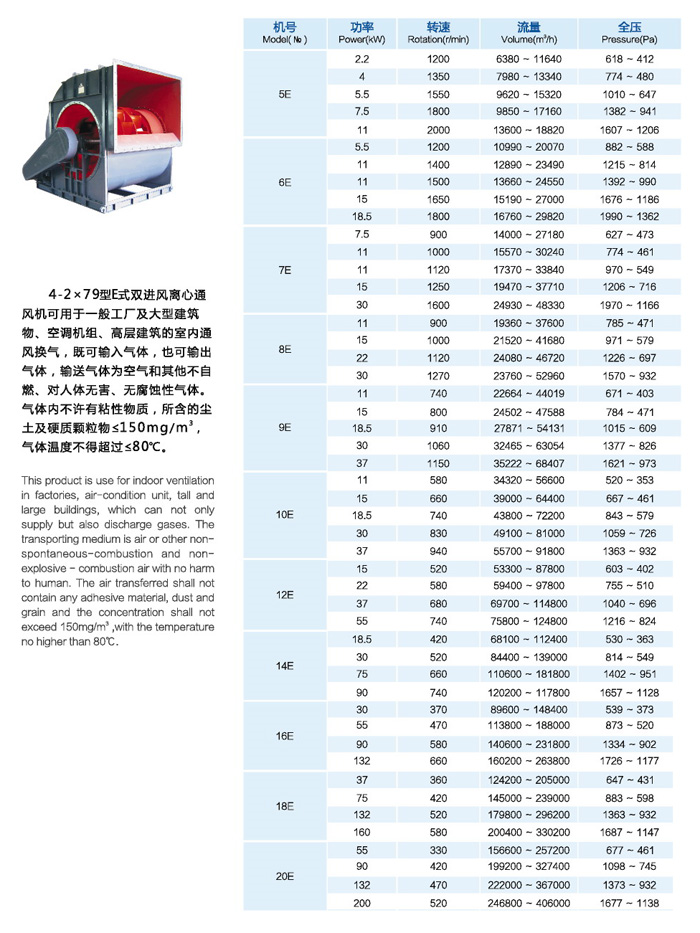 4-2×79型E式双进风离心通
风机可用于一般工厂及大型建筑
物、空调机组、高层建筑的室内通
风换气，既可输入气体，也可输出
气体，输送气体为空气和其他不自
燃、对人体无害、无腐蚀性气体。
气体内不许有粘性物质，所含的尘
土及硬质颗粒物≤150mg/m³，
气体温度不得超过≤80℃。
This product is use for indoor ventilation
in factories, air-condition unit, tall and
large buildings, which can not only
supply but also discharge gases. The
transporting medium is air or other non-
spontaneous-combustion and non-
explosive - combustion air with no harm
to human. The air transferred shall not
contain any adhesive material, dust and
grain and the concentration shall not
exceed 150mg/m³ ,with the temperature
no higher than 80℃.
机号 功率 转速 流量 全压
Model(№) Power(kW) Rotation(r/min) Volume(m³/h) Pressure(Pa)
5E
2.2 1200 6380 ~ 11640 618 ~ 412
4 1350 7980 ~ 13340 774 ~ 480
5.5 1550 9620 ~ 15320 1010 ~ 647
7.5 1800 9850 ~ 17160 1382 ~ 941
11 2000 13600 ~ 18820 1607 ~ 1206
6E
5.5 1200 10990 ~ 20070 882 ~ 588
11 1400 12890 ~ 23490 1215 ~ 814
11 1500 13660 ~ 24550 1392 ~ 990
15 1650 15190 ~ 27000 1676 ~ 1186
18.5 1800 16760 ~ 29820 1990 ~ 1362
7E
7.5 900 14000 ~ 27180 627 ~ 473
11 1000 15570 ~ 30240 774 ~ 461
11 1120 17370 ~ 33840 970 ~ 549
15 1250 19470 ~ 37710 1206 ~ 716
30 1600 24930 ~ 48330 1970 ~ 1166
8E
11 900 19360 ~ 37600 785 ~ 471
15 1000 21520 ~ 41680 971 ~ 579
22 1120 24080 ~ 46720 1226 ~ 697
30 1270 23760 ~ 52960 1570 ~ 932
9E
11 740 22664 ~ 44019 671 ~ 403
15 800 24502 ~ 47588 784 ~ 471
18.5 910 27871 ~ 54131 1015 ~ 609
30 1060 32465 ~ 63054 1377 ~ 826
37 1150 35222 ~ 68407 1621 ~ 973
10E
11 580 34320 ~ 56600 520 ~ 353
15 660 39000 ~ 64400 667 ~ 461
18.5 740 43800 ~ 72200 843 ~ 579
30 830 49100 ~ 81000 1059 ~ 726
37 940 55700 ~ 91800 1363 ~ 932
12E
15 520 53300 ~ 87800 603 ~ 402
22 580 59400 ~ 97800 755 ~ 510
37 680 69700 ~ 114800 1040 ~ 696
55 740 75800 ~ 124800 1216 ~ 824
14E
18.5 420 68100 ~ 112400 530 ~ 363
30 520 84400 ~ 139000 814 ~ 549
75 660 110600 ~ 181800 1402 ~ 951
90 740 120200 ~ 117800 1657 ~ 1128
16E
30 370 89600 ~ 148400 539 ~ 373
55 470 113800 ~ 188000 873 ~ 520
90 580 140600 ~ 231800 1334 ~ 902
132 660 160200 ~ 263800 1726 ~ 1177
18E
37 360 124200 ~ 205000 647 ~ 431
75 420 145000 ~ 239000 883 ~ 598
132 520 179800 ~ 296200 1363 ~ 932
160 580 200400 ~ 330200 1687 ~ 1147
20E
55 330 156600 ~ 257200 677 ~ 461
90 420 199200 ~ 327400 1098 ~ 745
132 470 222000 ~ 367000 1373 ~ 932
200 520 246800 ~ 406000 1677 ~ 1138